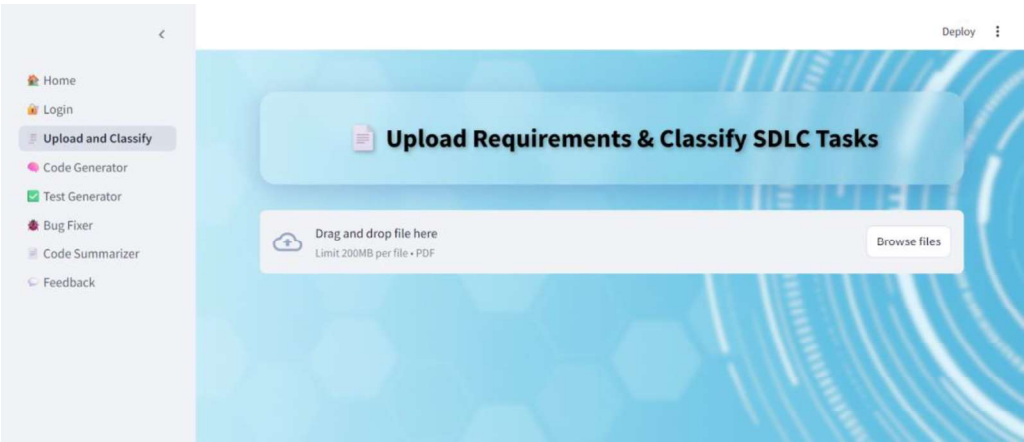 Deploy
Home
Login
Upload and Classify
Code Generator
Test Generator
Bug Fixer
Code Summarizer
Feedback
Upload Requirements & Classify SDLC Tasks
Drag and drop file here
Limit 200MB per file • PDF
Browse files